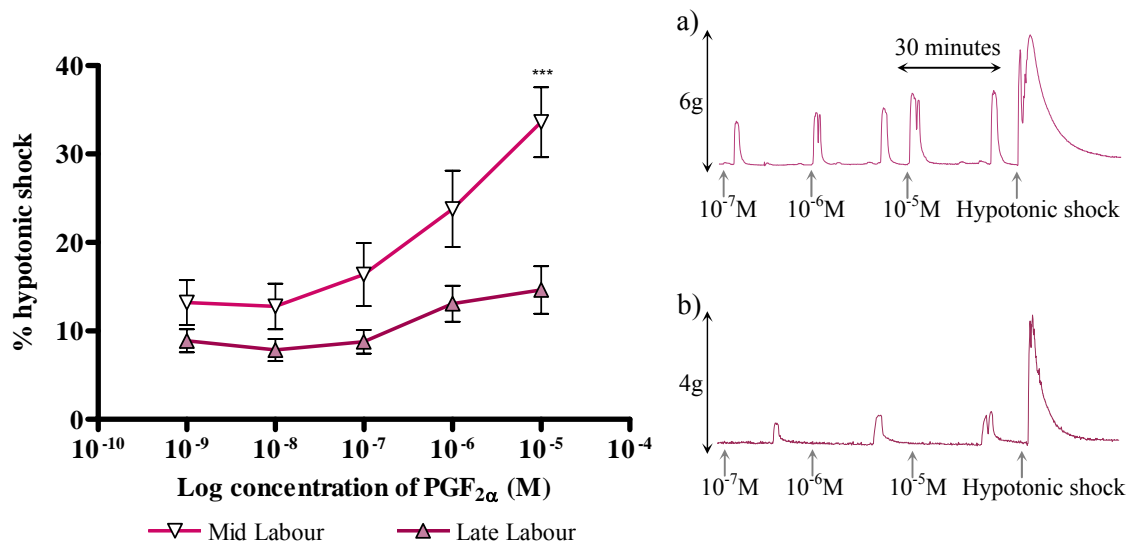 40
30
20
10
0
% hypotonic shock
***
10⁻¹⁰ 10⁻⁹ 10⁻⁸ 10⁻⁷ 10⁻⁶ 10⁻⁵ 10⁻⁴
Log concentration of PGF₂α (M)
Mid Labour Late Labour
a)
30 minutes
6g
10⁻⁷M 10⁻⁶M 10⁻⁵M Hypotonic shock
b)
4g
10⁻⁷M 10⁻⁶M 10⁻⁵M Hypotonic shock